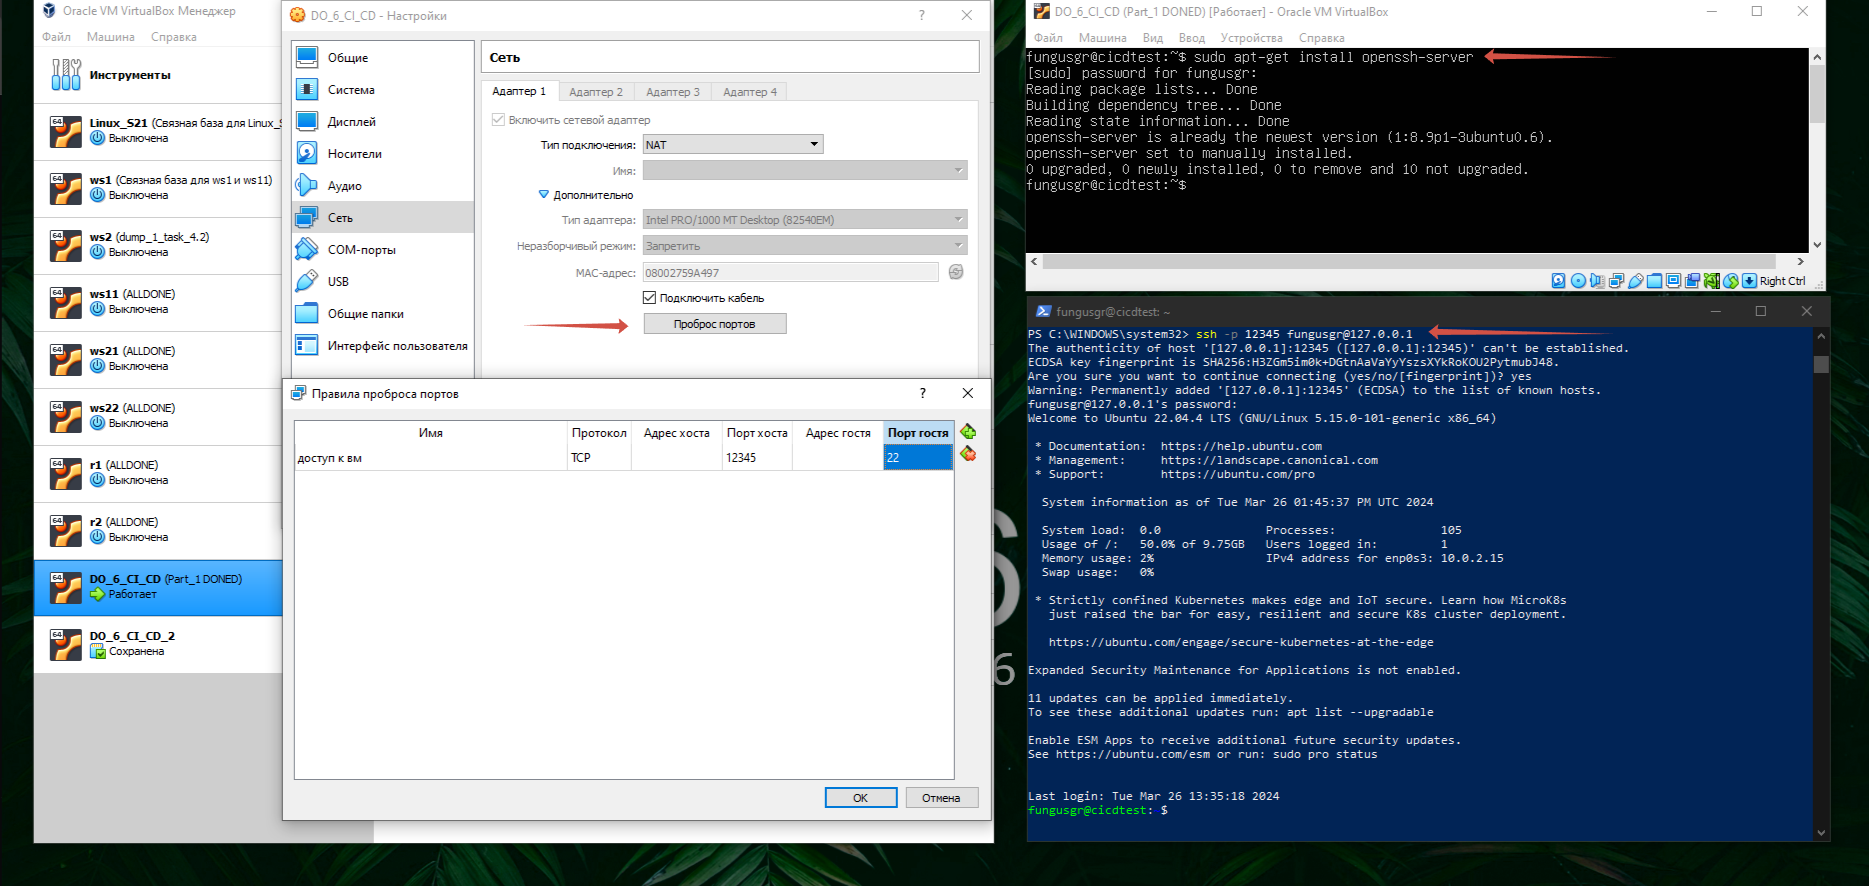 Oracle VM VirtualBox Менеджер
Файл Машина Справка
Инструменты
Linux_S21 (Связная база для Linux_S
Выключена
ws1 (Связная база для ws1 и ws11)
Выключена
ws2 (dump_1_task_4.2)
Выключена
ws11 (ALLDONE)
Выключена
ws21 (ALLDONE)
Выключена
ws22 (ALLDONE)
Выключена
r1 (ALLDONE)
Выключена
r2 (ALLDONE)
Выключена
DO_6_CI_CD (Part_1 DONED)
Работает
DO_6_CI_CD_2
Сохранена
DO_6_CI_CD - Настройки
Общие
Система
Дисплей
Носители
Аудио
Сеть
COM-порты
USB
Общие папки
Интерфейс пользователя
Сеть
Адаптер 1 Адаптер 2 Адаптер 3 Адаптер 4
Включить сетевой адаптер
Тип подключения: NAT
Имя:
Дополнительно
Тип адаптера: Intel PRO/1000 MT Desktop (82540EM)
Неразборчивый режим: Запретить
MAC-адрес: 08002759A497
Подключить кабель
Проброс портов
Правила проброса портов
Имя Протокол Адрес хоста Порт хоста Адрес гостя Порт гостя
доступ к вм TCP 12345 22
OK Отмена
6
DO_6_CI_CD (Part_1 DONED) [Работает] - Oracle VM VirtualBox
Файл Машина Вид Ввод Устройства Справка
fungusgr@cicdtest:~$ sudo apt-get install openssh-server
[sudo] password for fungusgr:
Reading package lists... Done
Building dependency tree... Done
Reading state information... Done
openssh-server is already the newest version (1:8.9p1-3ubuntu0.6).
openssh-server set to manually installed.
0 upgraded, 0 newly installed, 0 to remove and 10 not upgraded.
fungusgr@cicdtest:~$
Right Ctrl
fungusgr@cicdtest: ~
PS C:\WINDOWS\system32> ssh -p 12345 fungusgr@127.0.0.1
The authenticity of host '[127.0.0.1]:12345 ([127.0.0.1]:12345)' can't be established.
ECDSA key fingerprint is SHA256:H3ZGm5im0k+DGtnAaVaYyYszsXYkRoKOU2PytmubJ48.
Are you sure you want to continue connecting (yes/no/[fingerprint])? yes
Warning: Permanently added '[127.0.0.1]:12345' (ECDSA) to the list of known hosts.
fungusgr@127.0.0.1's password:
Welcome to Ubuntu 22.04.4 LTS (GNU/Linux 5.15.0-101-generic x86_64)
* Documentation: https://help.ubuntu.com
* Management: https://landscape.canonical.com
* Support: https://ubuntu.com/pro
System information as of Tue Mar 26 01:45:37 PM UTC 2024
System load: 0.0 Processes: 105
Usage of /: 50.0% of 9.75GB Users logged in: 1
Memory usage: 2% IPv4 address for enp0s3: 10.0.2.15
Swap usage: 0%
* Strictly confined Kubernetes makes edge and IoT secure. Learn how MicroK8s
just raised the bar for easy, resilient and secure K8s cluster deployment.
https://ubuntu.com/engage/secure-kubernetes-at-the-edge
Expanded Security Maintenance for Applications is not enabled.
11 updates can be applied immediately.
To see these additional updates run: apt list --upgradable
Enable ESM Apps to receive additional future security updates.
See https://ubuntu.com/esm or run: sudo pro status
Last login: Tue Mar 26 13:35:18 2024
fungusgr@cicdtest: $